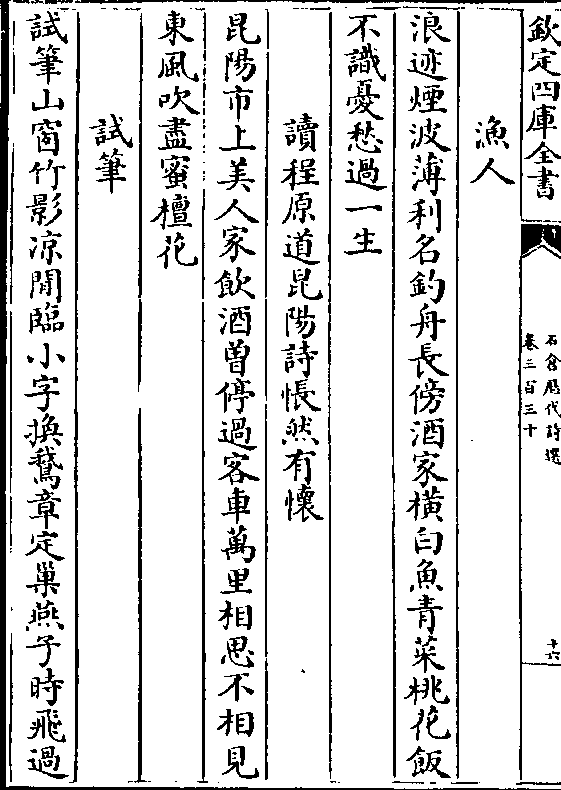 欽定四庫全書
石倉歷代詩選
卷三百三十
十六
漁人
浪迹煙波薄利名釣舟長傍酒家橫白魚青菜桃花飯
不識憂愁過一生
讀程原道昆陽詩悵然有懷
昆陽市上美人家飲酒曽停過客車萬里相思不相見
東風吹盡蜜檀花
試筆
試筆山窗竹影凉閒臨小字換鵞章定巢燕子時飛過